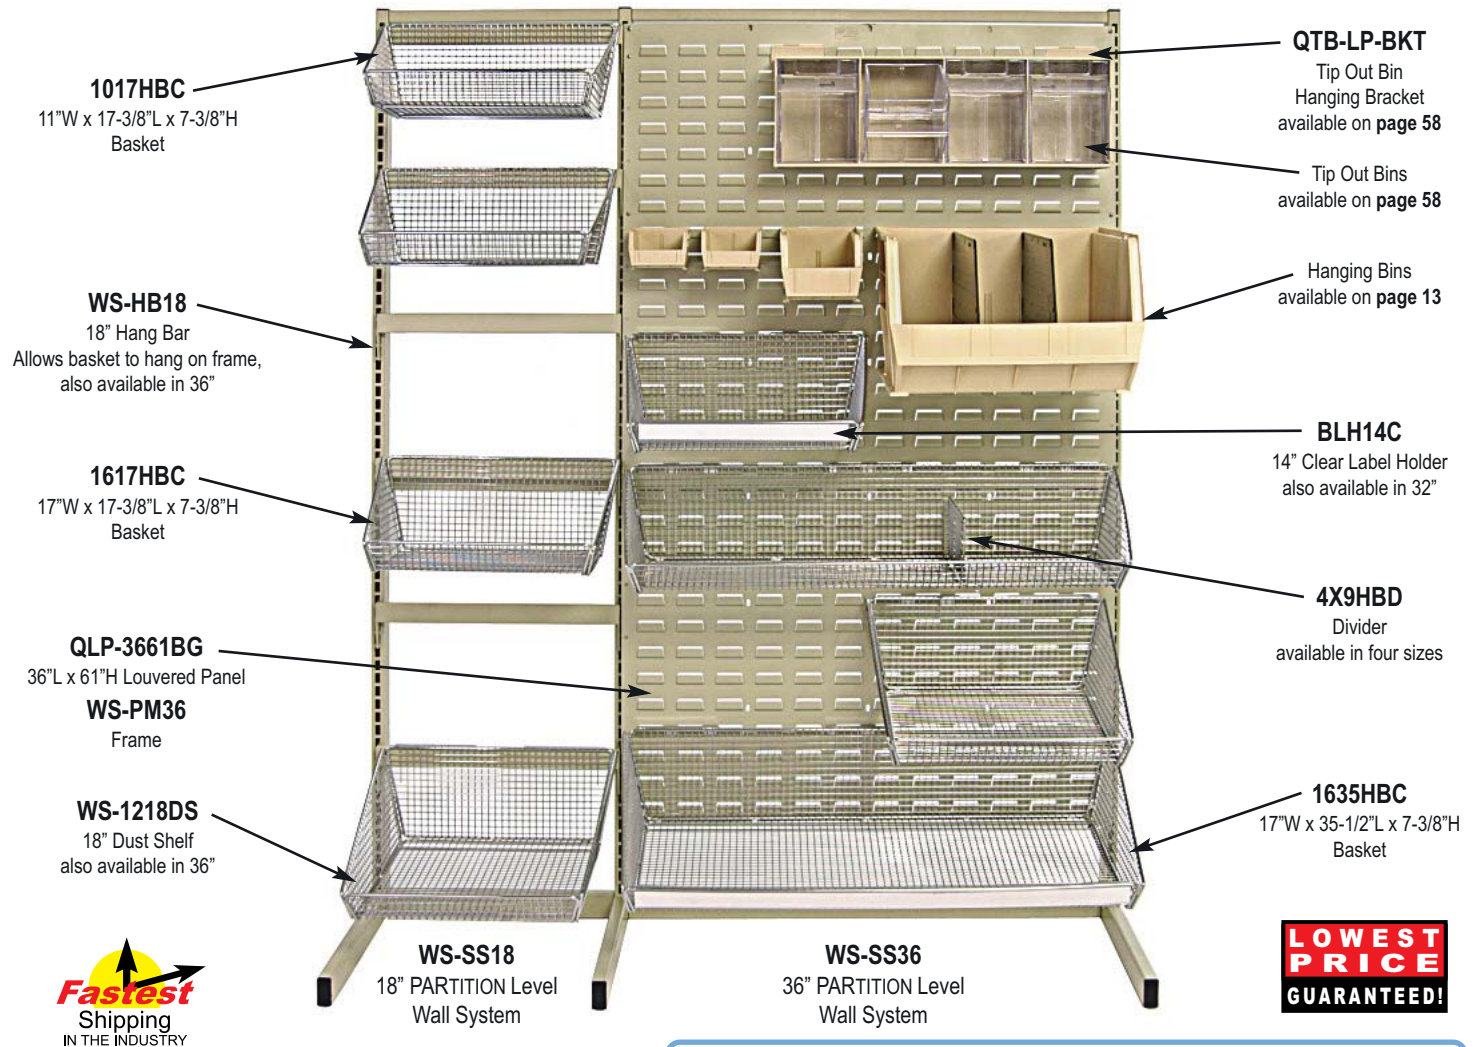 1017HBC
11”W x 17-3/8”L x 7-3/8”H
Basket
WS-HB18
18” Hang Bar
Allows basket to hang on frame,
also available in 36”
1617HBC
17”W x 17-3/8”L x 7-3/8”H
Basket
QLP-3661BG
36”L x 61”H Louvered Panel
WS-PM36
Frame
WS-1218DS
18” Dust Shelf
also available in 36”
QTB-LP-BKT
Tip Out Bin
Hanging Bracket
available on page 58
Tip Out Bins
available on page 58
Hanging Bins
available on page 13
BLH14C
14” Clear Label Holder
also available in 32”
4X9HBD
Divider
available in four sizes
1635HBC
17”W x 35-1/2”L x 7-3/8”H
Basket
WS-SS18
18” PARTITION Level
Wall System
WS-SS36
36” PARTITION Level
Wall System
Fastest
Shipping
IN THE INDUSTRY
LOWEST
PRICE
GUARANTEED!